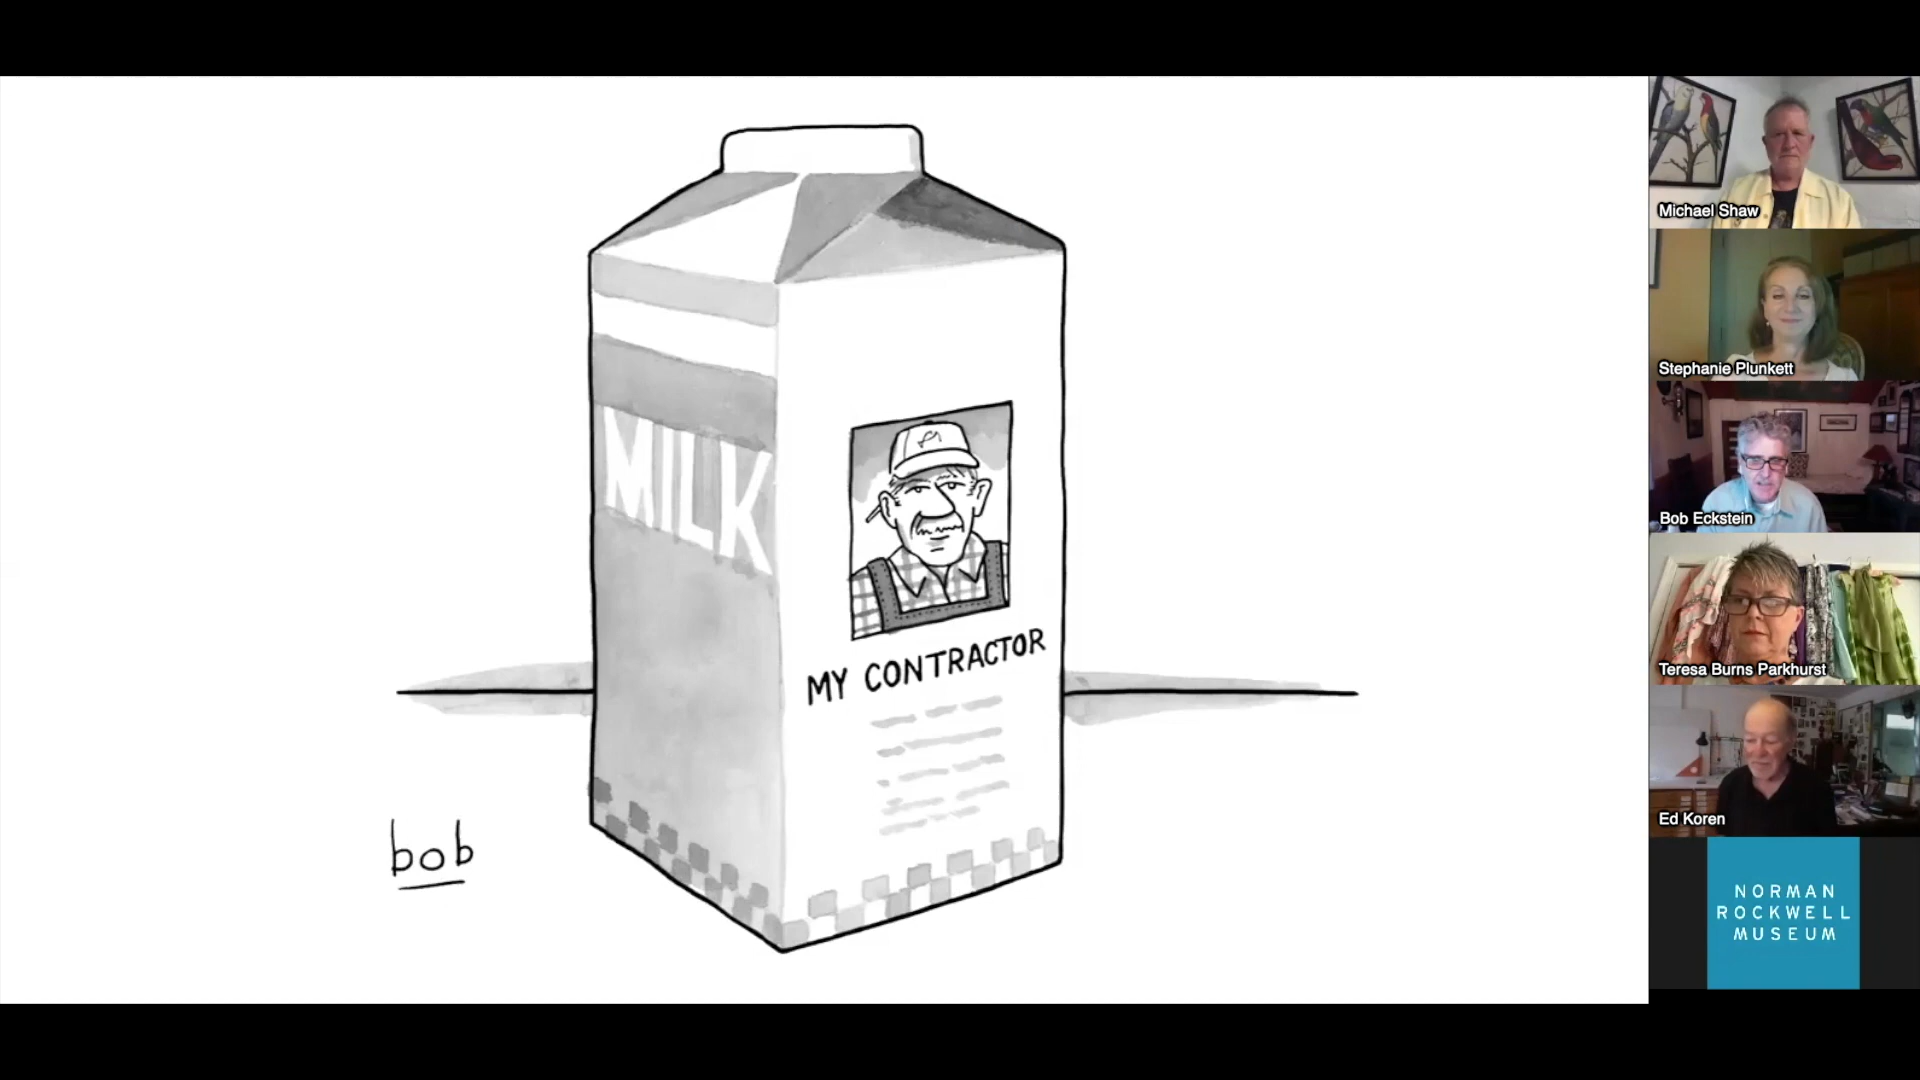 MILK
MY CONTRACTOR
bob
Michael Shaw
Stephanie Plunkett
Bob Eckstein
Teresa Burns Parkhurst
Ed Koren
NORMAN
ROCKWELL
MUSEUM